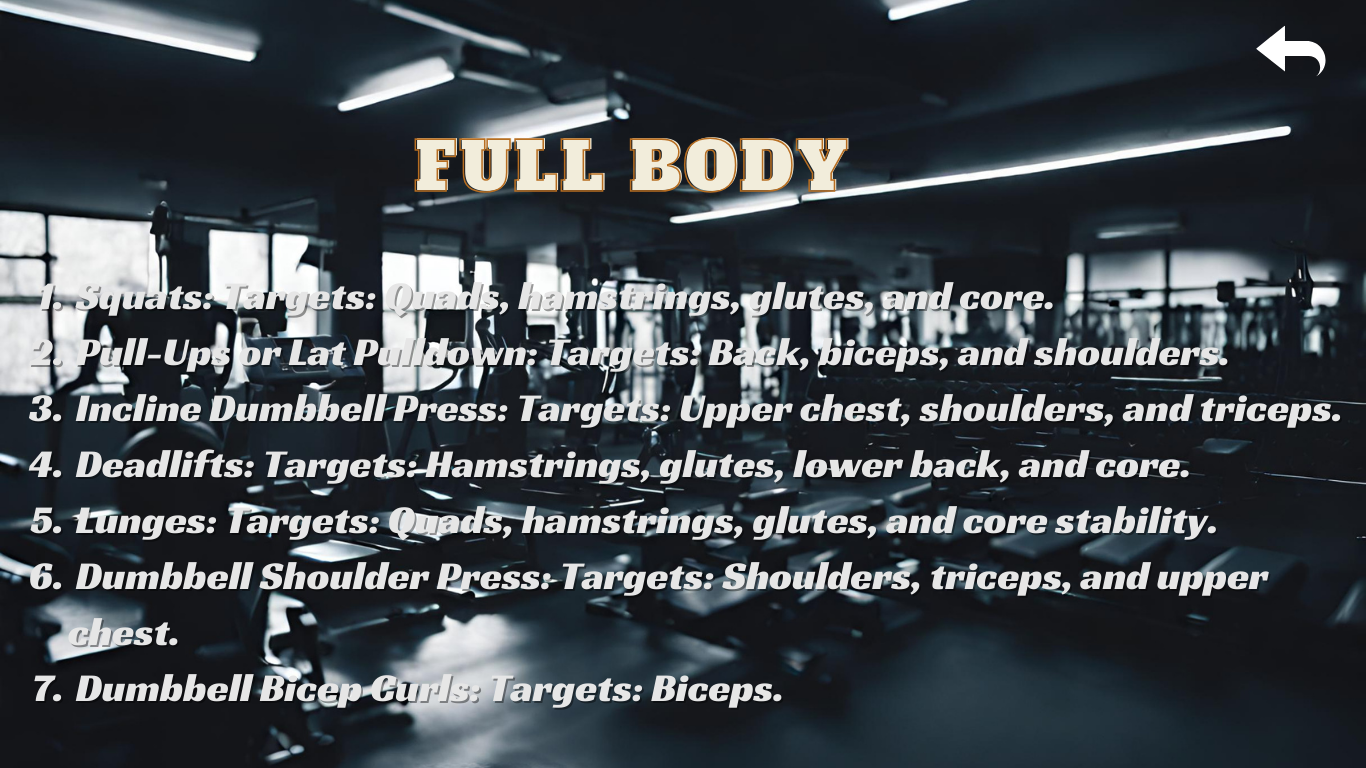 FULL BODY
1. Squats: Targets: Quads, hamstrings, glutes, and core.
2. Pull-Ups or Lat Pulldown: Targets: Back, biceps, and shoulders.
3. Incline Dumbbell Press: Targets: Upper chest, shoulders, and triceps.
4. Deadlifts: Targets: Hamstrings, glutes, lower back, and core.
5. Lunges: Targets: Quads, hamstrings, glutes, and core stability.
6. Dumbbell Shoulder Press: Targets: Shoulders, triceps, and upper
chest.
7. Dumbbell Bicep Curls: Targets: Biceps.